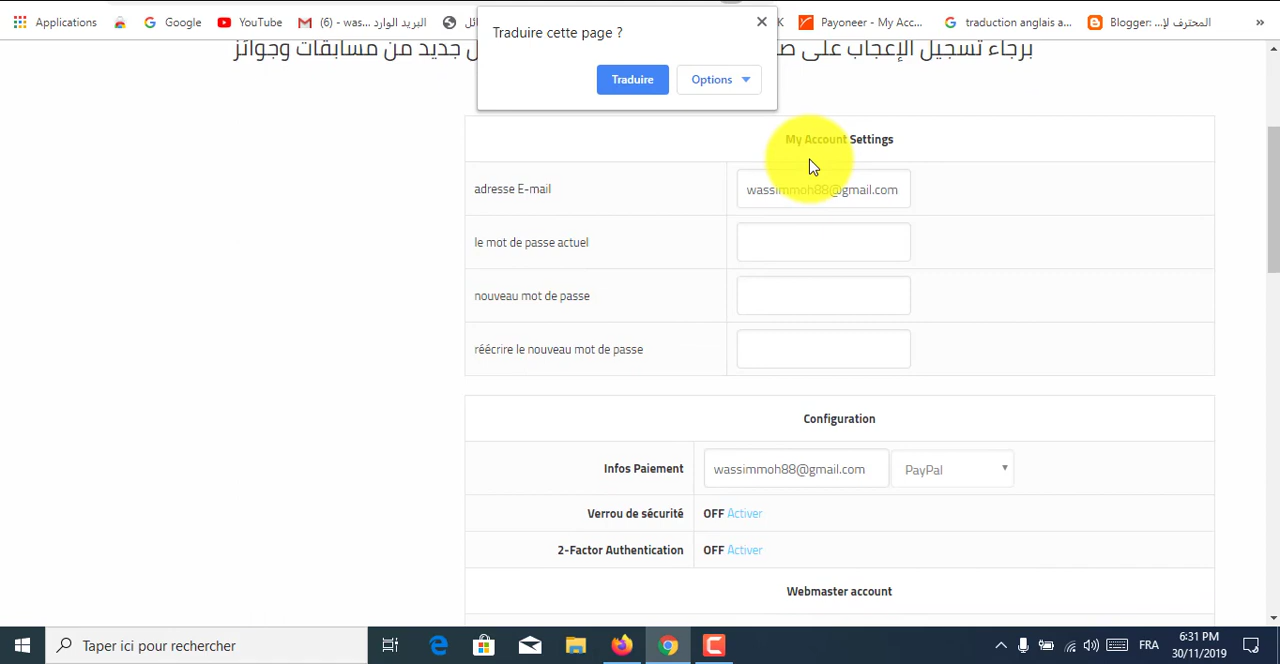 Applications
Google
YouTube
(6) - was... البريد الوارد
ئل
K
Payoneer - My Acc...
traduction anglais a...
Blogger: المحترف لإ...
»
Traduire cette page ?
Traduire
Options
برجاء تسجيل الإعجاب على ص
ل جديد من مسابقات وجوائز
My Account Settings
adresse E-mail
wassimmoh88@gmail.com
le mot de passe actuel
nouveau mot de passe
réécrire le nouveau mot de passe
Configuration
Infos Paiement
wassimmoh88@gmail.com
PayPal
Verrou de sécurité
OFF Activer
2-Factor Authentication
OFF Activer
Webmaster account
Taper ici pour rechercher
FRA
6:31 PM
30/11/2019